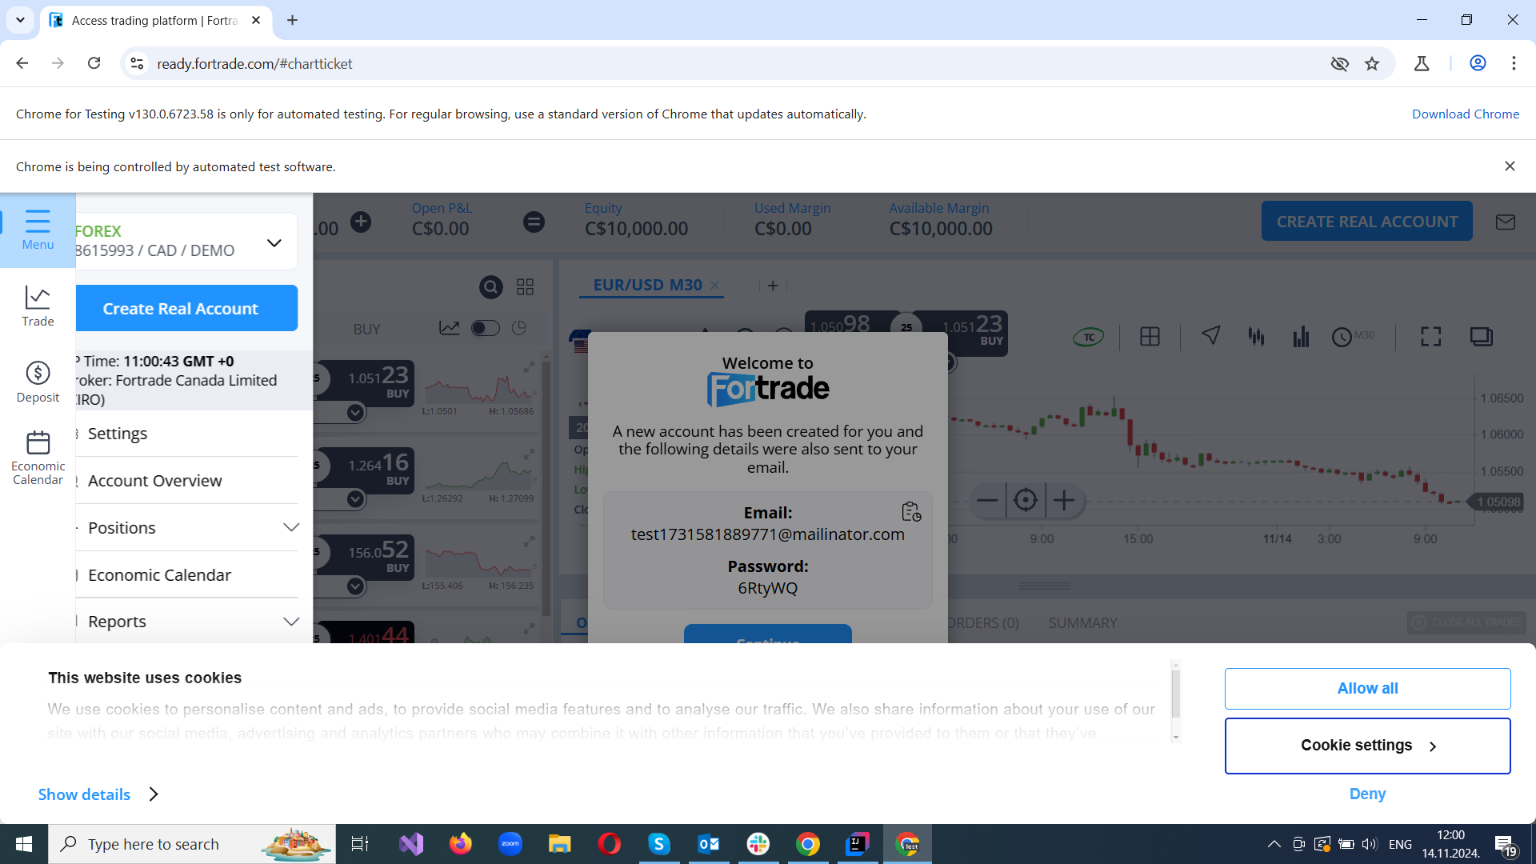 Access trading platform | Fortra
ready.fortrade.com/#chartticket
Chrome for Testing v130.0.6723.58 is only for automated testing. For regular browsing, use a standard version of Chrome that updates automatically.
Download Chrome
Chrome is being controlled by automated test software.
Menu
Trade
Deposit
Economic
Calendar
FOREX
8615993 / CAD / DEMO
Create Real Account
Time: 11:00:43 GMT +0
roker: Fortrade Canada Limited
IRO)
Settings
Account Overview
Positions
Economic Calendar
Reports
.00
Open P&L
C$0.00
Equity
C$10,000.00
Used Margin
C$0.00
Available Margin
C$10,000.00
CREATE REAL ACCOUNT
BUY
1.05123
BUY
L:1.0501
H: 1.05686
1.26416
BUY
L:1.26292
H: 1.27099
156.052
BUY
L:155.406
H: 156.235
1.40144
EUR/USD M30
1.05098
25
1.05123
BUY
TC
M30
1.06500
1.06000
1.05500
1.05098
9:00
15:00
11/14
3:00
9:00
ORDERS (0)
SUMMARY
CLOSE ALL TRADES
Welcome to
Fortrade
A new account has been created for you and
the following details were also sent to your
email.
Email:
test1731581889771@mailinator.com
Password:
6RtyWQ
Continue
This website uses cookies
We use cookies to personalise content and ads, to provide social media features and to analyse our traffic. We also share information about your use of our
site with our social media, advertising and analytics partners who may combine it with other information that you've provided to them or that they've
Show details
Allow all
Cookie settings
Deny
Type here to search
zoom
ENG
12:00
14.11.2024.
19